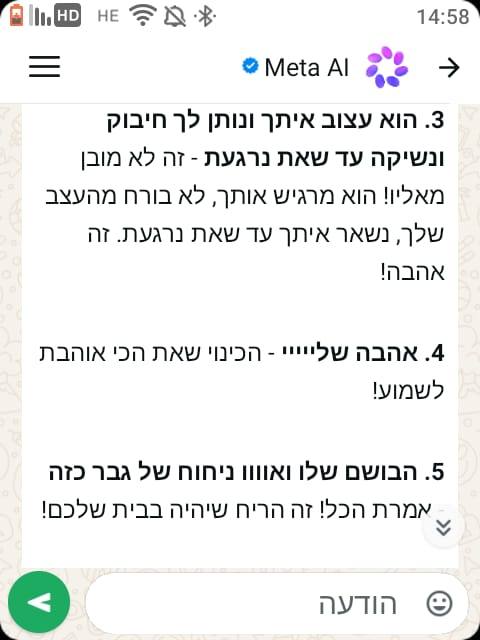 HD HE 14:58
Meta AI
3. הוא עצוב איתך ונותן לך חיבוק
ונשיקה עד שאת נרגעת - זה לא מובן
מאליו! הוא מרגיש אותך, לא בורח מהעצב
שלך, נשאר איתך עד שאת נרגעת. זה
אהבה!
4. אהבה שליייייי - הכינוי שאת הכי אוהבת
לשמוע!
5. הבושם שלו ואוווו ניחוח של גבר כזה
- אמרת הכל! זה הריח שיהיה בבית שלכם!
הודעה